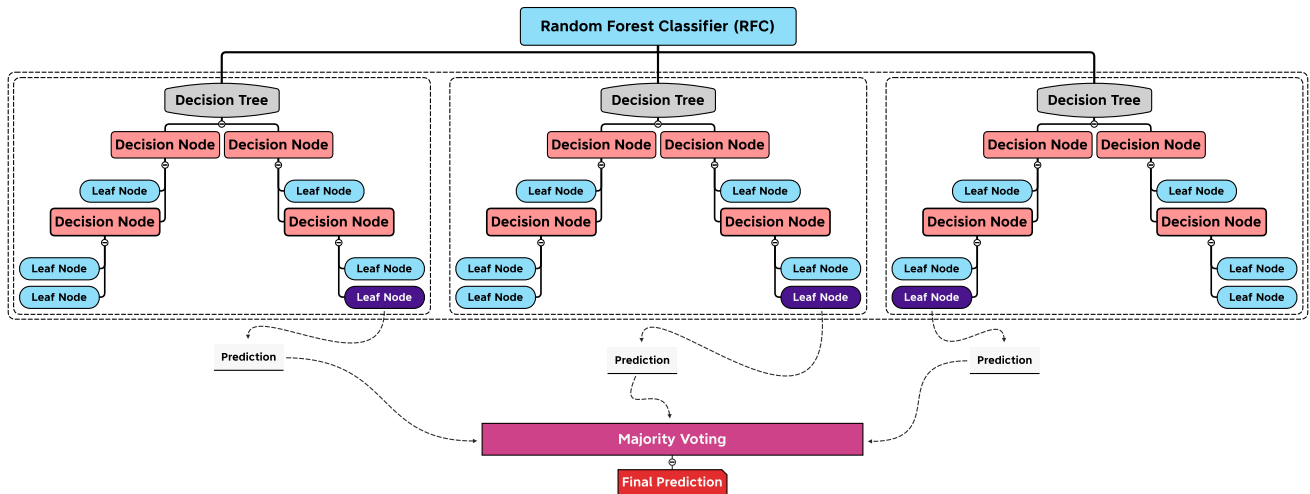 Random Forest Classifier (RFC)
Decision Tree
Decision Tree
Decision Tree
Decision Node
Decision Node
Decision Node
Decision Node
Decision Node
Decision Node
Leaf Node
Leaf Node
Leaf Node
Leaf Node
Leaf Node
Leaf Node
Decision Node
Decision Node
Decision Node
Decision Node
Decision Node
Decision Node
Leaf Node
Leaf Node
Leaf Node
Leaf Node
Leaf Node
Leaf Node
Leaf Node
Leaf Node
Leaf Node
Leaf Node
Leaf Node
Leaf Node
Prediction
Prediction
Prediction
Majority Voting
Final Prediction